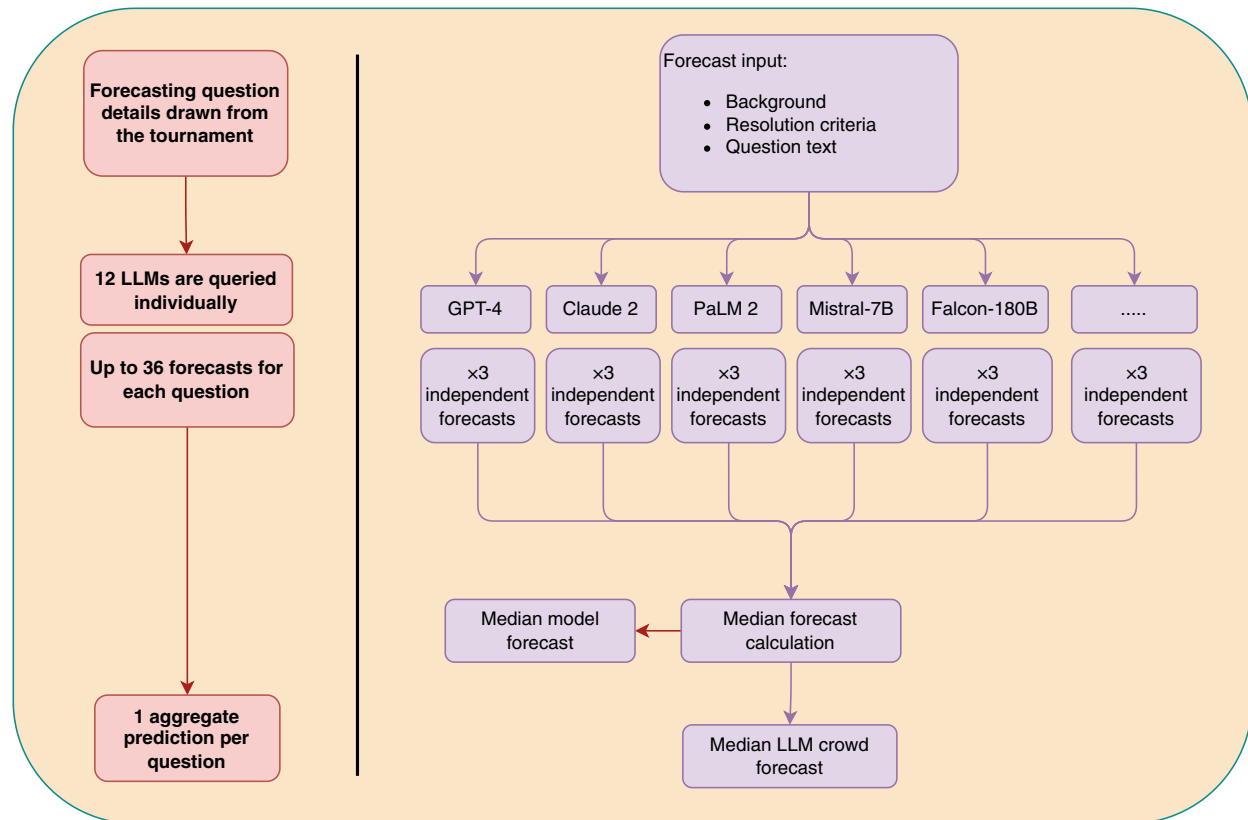 Forecasting question
details drawn from
the tournament
12 LLMs are queried
individually
Up to 36 forecasts for
each question
1 aggregate
prediction per
question
Forecast input:
• Background
• Resolution criteria
• Question text
GPT-4
Claude 2
PaLM 2
Mistral-7B
Falcon-180B
.....
×3
independent
forecasts
×3
independent
forecasts
×3
independent
forecasts
×3
independent
forecasts
×3
independent
forecasts
×3
independent
forecasts
Median model
forecast
Median forecast
calculation
Median LLM crowd
forecast